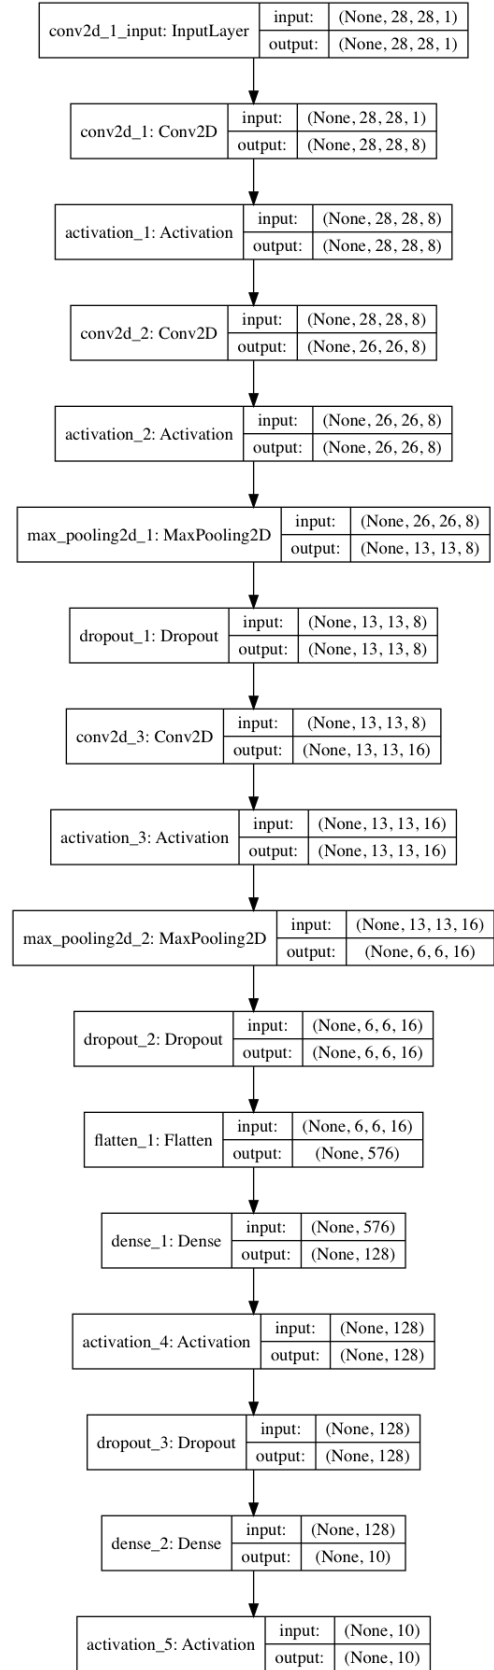 conv2d_1_input: InputLayer
input: (None, 28, 28, 1)
output: (None, 28, 28, 1)
conv2d_1: Conv2D
input: (None, 28, 28, 1)
output: (None, 28, 28, 8)
activation_1: Activation
input: (None, 28, 28, 8)
output: (None, 28, 28, 8)
conv2d_2: Conv2D
input: (None, 28, 28, 8)
output: (None, 26, 26, 8)
activation_2: Activation
input: (None, 26, 26, 8)
output: (None, 26, 26, 8)
max_pooling2d_1: MaxPooling2D
input: (None, 26, 26, 8)
output: (None, 13, 13, 8)
dropout_1: Dropout
input: (None, 13, 13, 8)
output: (None, 13, 13, 8)
conv2d_3: Conv2D
input: (None, 13, 13, 8)
output: (None, 13, 13, 16)
activation_3: Activation
input: (None, 13, 13, 16)
output: (None, 13, 13, 16)
max_pooling2d_2: MaxPooling2D
input: (None, 13, 13, 16)
output: (None, 6, 6, 16)
dropout_2: Dropout
input: (None, 6, 6, 16)
output: (None, 6, 6, 16)
flatten_1: Flatten
input: (None, 6, 6, 16)
output: (None, 576)
dense_1: Dense
input: (None, 576)
output: (None, 128)
activation_4: Activation
input: (None, 128)
output: (None, 128)
dropout_3: Dropout
input: (None, 128)
output: (None, 128)
dense_2: Dense
input: (None, 128)
output: (None, 10)
activation_5: Activation
input: (None, 10)
output: (None, 10)